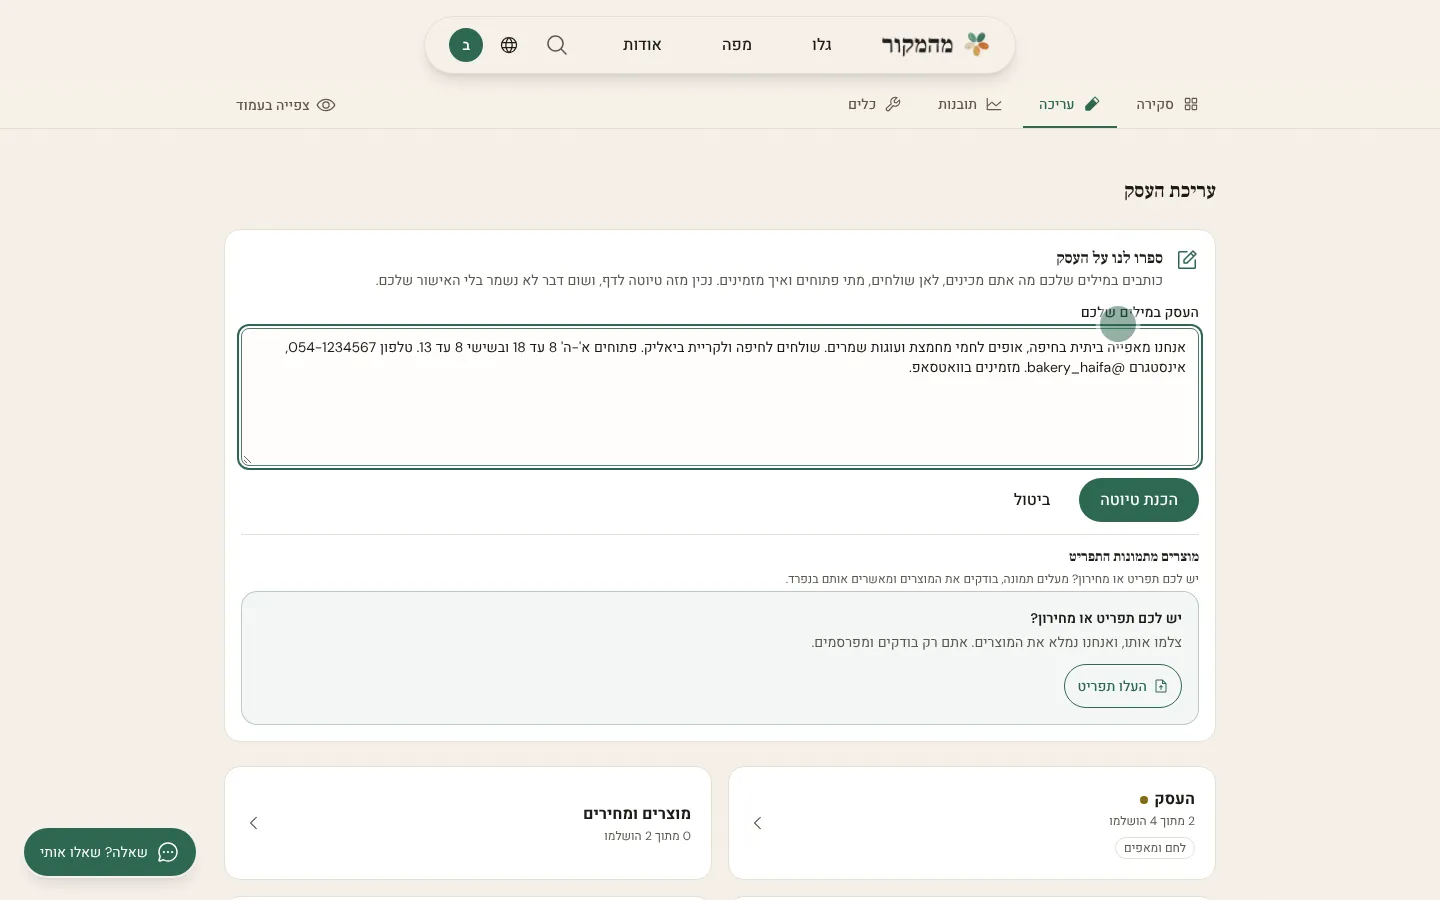 מהמקור
גלו
מפה
אודות
ב
סקירה
עריכה
תובנות
כלים
צפייה בעמוד
עריכת העסק
ספרו לנו על העסק
כותבים במילים שלכם מה אתם מכינים, לאן שולחים, מתי פתוחים ואיך מזמינים. נכין מזה טיוטה לדף, ושום דבר לא נשמר בלי האישור שלכם.
העסק במילים שלכם
אנחנו מאפייה ביתית בחיפה, אופים לחמי מחמצת ועוגות שמרים. שולחים לחיפה ולקריית ביאליק. פתוחים א'-ה' 8 עד 18 ובשישי 8 עד 13. טלפון 054-1234567,
אינסטגרם @bakery_haifa. מזמינים בוואטסאפ.
הכנת טיוטה
ביטול
מוצרים מתמונות התפריט
יש לכם תפריט או מחירון? מעלים תמונה, בודקים את המוצרים ומאשרים אותם בנפרד.
יש לכם תפריט או מחירון?
צלמו אותו, ואנחנו נמלא את המוצרים. אתם רק בודקים ומפרסמים.
העלו תפריט
העסק
2 מתוך 4 הושלמו
לחם ומאפים
מוצרים ומחירים
0 מתוך 2 הושלמו
שאלה? שאלו אותי